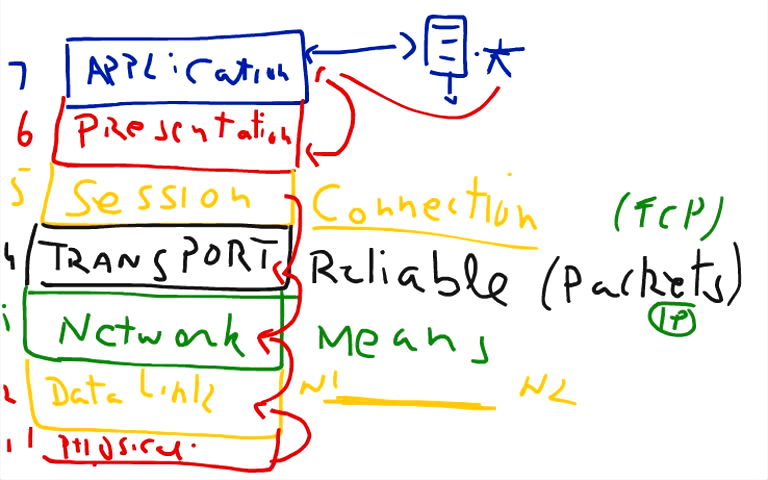 7 APPLication
6 PResentation
5 Session Connection (TCP)
4 TRANSPORT Reliable (Packets)
IP
Network Means
2 Data Link N1 N2
1 Physical